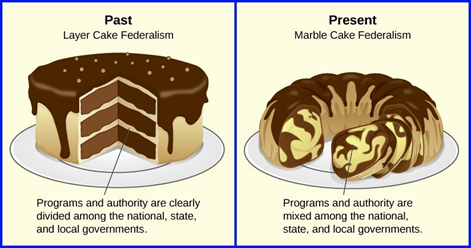 Past
Layer Cake Federalism
Programs and authority are clearly
divided among the national, state,
and local governments.
Present
Marble Cake Federalism
Programs and authority are
mixed among the national,
state, and local governments.